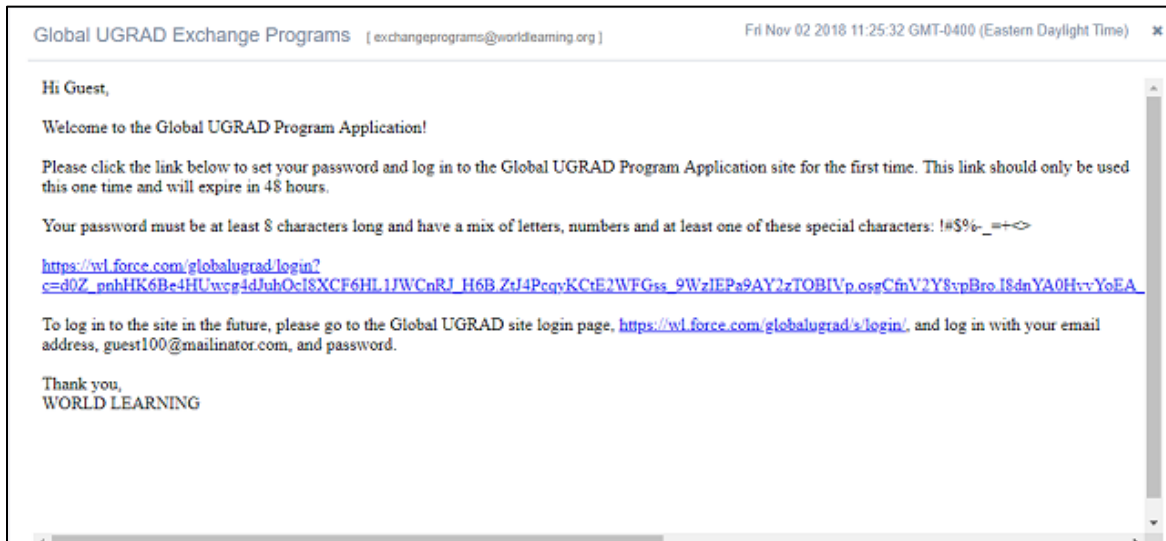 Global UGRAD Exchange Programs [ exchangeprograms@worldlearning.org ] Fri Nov 02 2018 11:25:32 GMT-0400 (Eastern Daylight Time) ✖
Hi Guest,
Welcome to the Global UGRAD Program Application!
Please click the link below to set your password and log in to the Global UGRAD Program Application site for the first time. This link should only be used
this one time and will expire in 48 hours.
Your password must be at least 8 characters long and have a mix of letters, numbers and at least one of these special characters: !#$%-_=+<>
https://wl.force.com/globalugrad/login?
To log in to the site in the future, please go to the Global UGRAD site login page, https://wl.force.com/globalugrad/s/login/, and log in with your email
address, guest100@mailinator.com, and password.
Thank you,
WORLD LEARNING